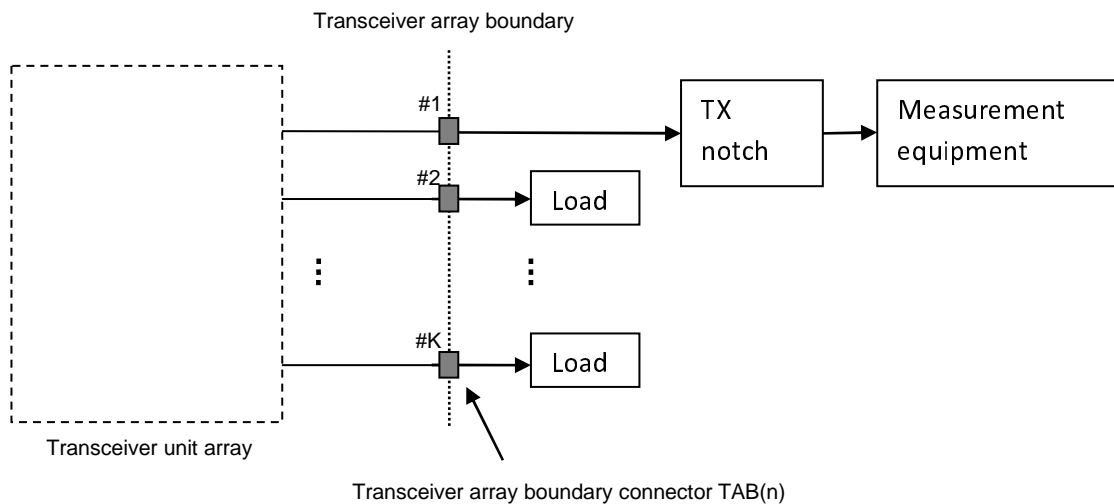 Transceiver array boundary
#1
TX
notch
Measurement
equipment
#2
Load
#K
Load
Transceiver unit array
Transceiver array boundary connector TAB(n)